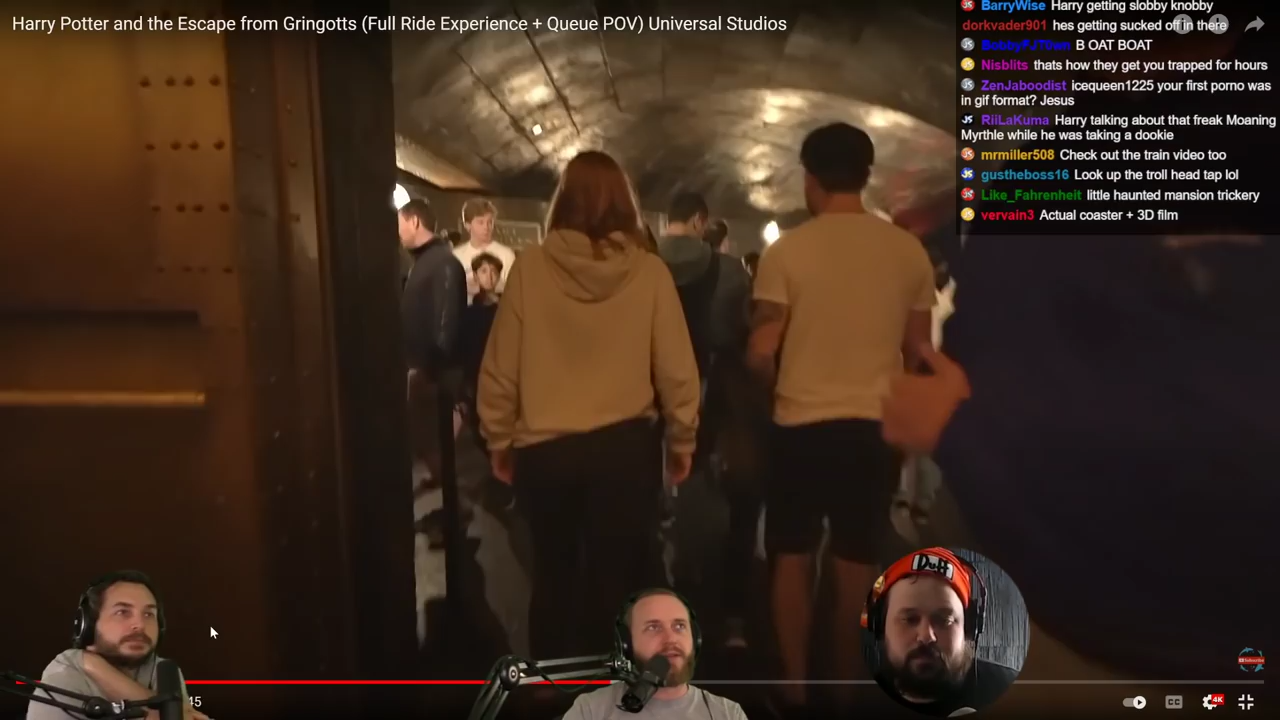 Harry Potter and the Escape from Gringotts (Full Ride Experience + Queue POV) Universal Studios
BarryWise Harry getting slobby knobby
dorkvader901 hes getting sucked off in there
B OAT BOAT
Nisblits thats how they get you trapped for hours
ZenJaboodist icequeen1225 your first porno was
in gif format? Jesus
RiiLaKuma Harry talking about that freak Moaning
Myrthle while he was taking a dookie
mrmiller508 Check out the train video too
gustheboss16 Look up the troll head tap lol
Like_Fahrenheit little haunted mansion trickery
vervain3 Actual coaster + 3D film
Duff
Subscribe
45
CC
4K